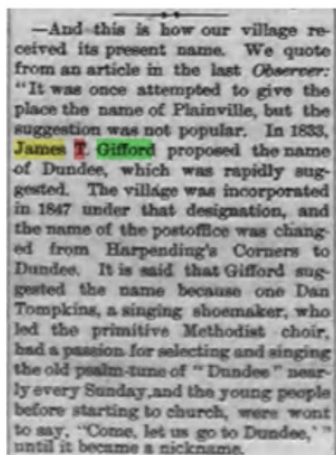 —And this is how our village re-
ceived its present name. We quote
from an article in the last Observer:
"It was once attempted to give the
place the name of Plainville, but the
suggestion was not popular. In 1833,
James T. Gifford proposed the name
of Dundee, which was rapidly sug-
gested. The village was incorporated
in 1847 under that designation, and
the name of the postoffice was chang-
ed from Harpending's Corners to
Dundee. It is said that Gifford sug-
gested the name because one Dan
Tompkins, a singing shoemaker, who
led the primitive Methodist choir,
had a passion for selecting and singing
the old psalm-tune of "Dundee" near-
ly every Sunday,and the young people
before starting to church, were wont
to say, "Come, let us go to Dundee,'"
until it became a nickname.